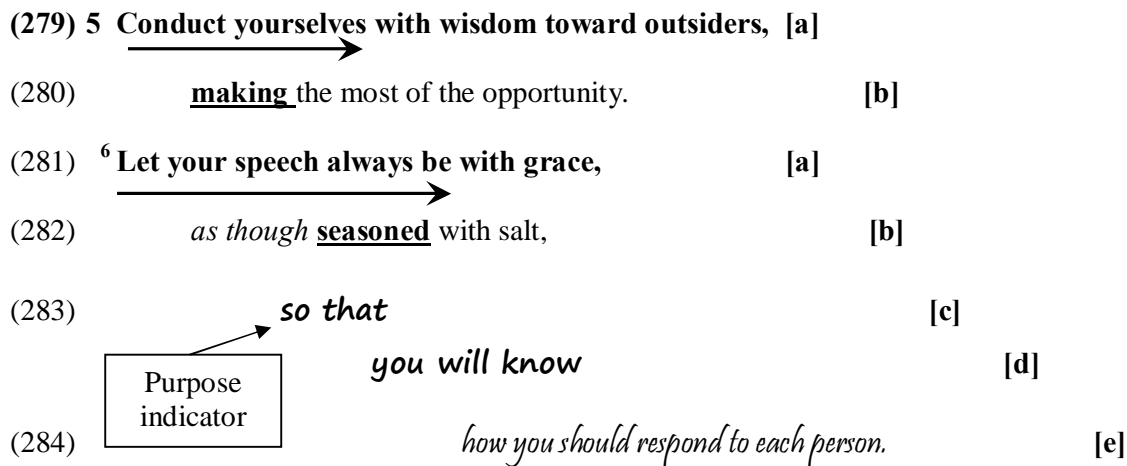 (279) 5 Conduct yourselves with wisdom toward outsiders, [a]
(280) making the most of the opportunity. [b]
(281) 6 Let your speech always be with grace, [a]
(282) as though seasoned with salt, [b]
(283) so that [c]
you will know [d]
Purpose
indicator
(284) how you should respond to each person. [e]